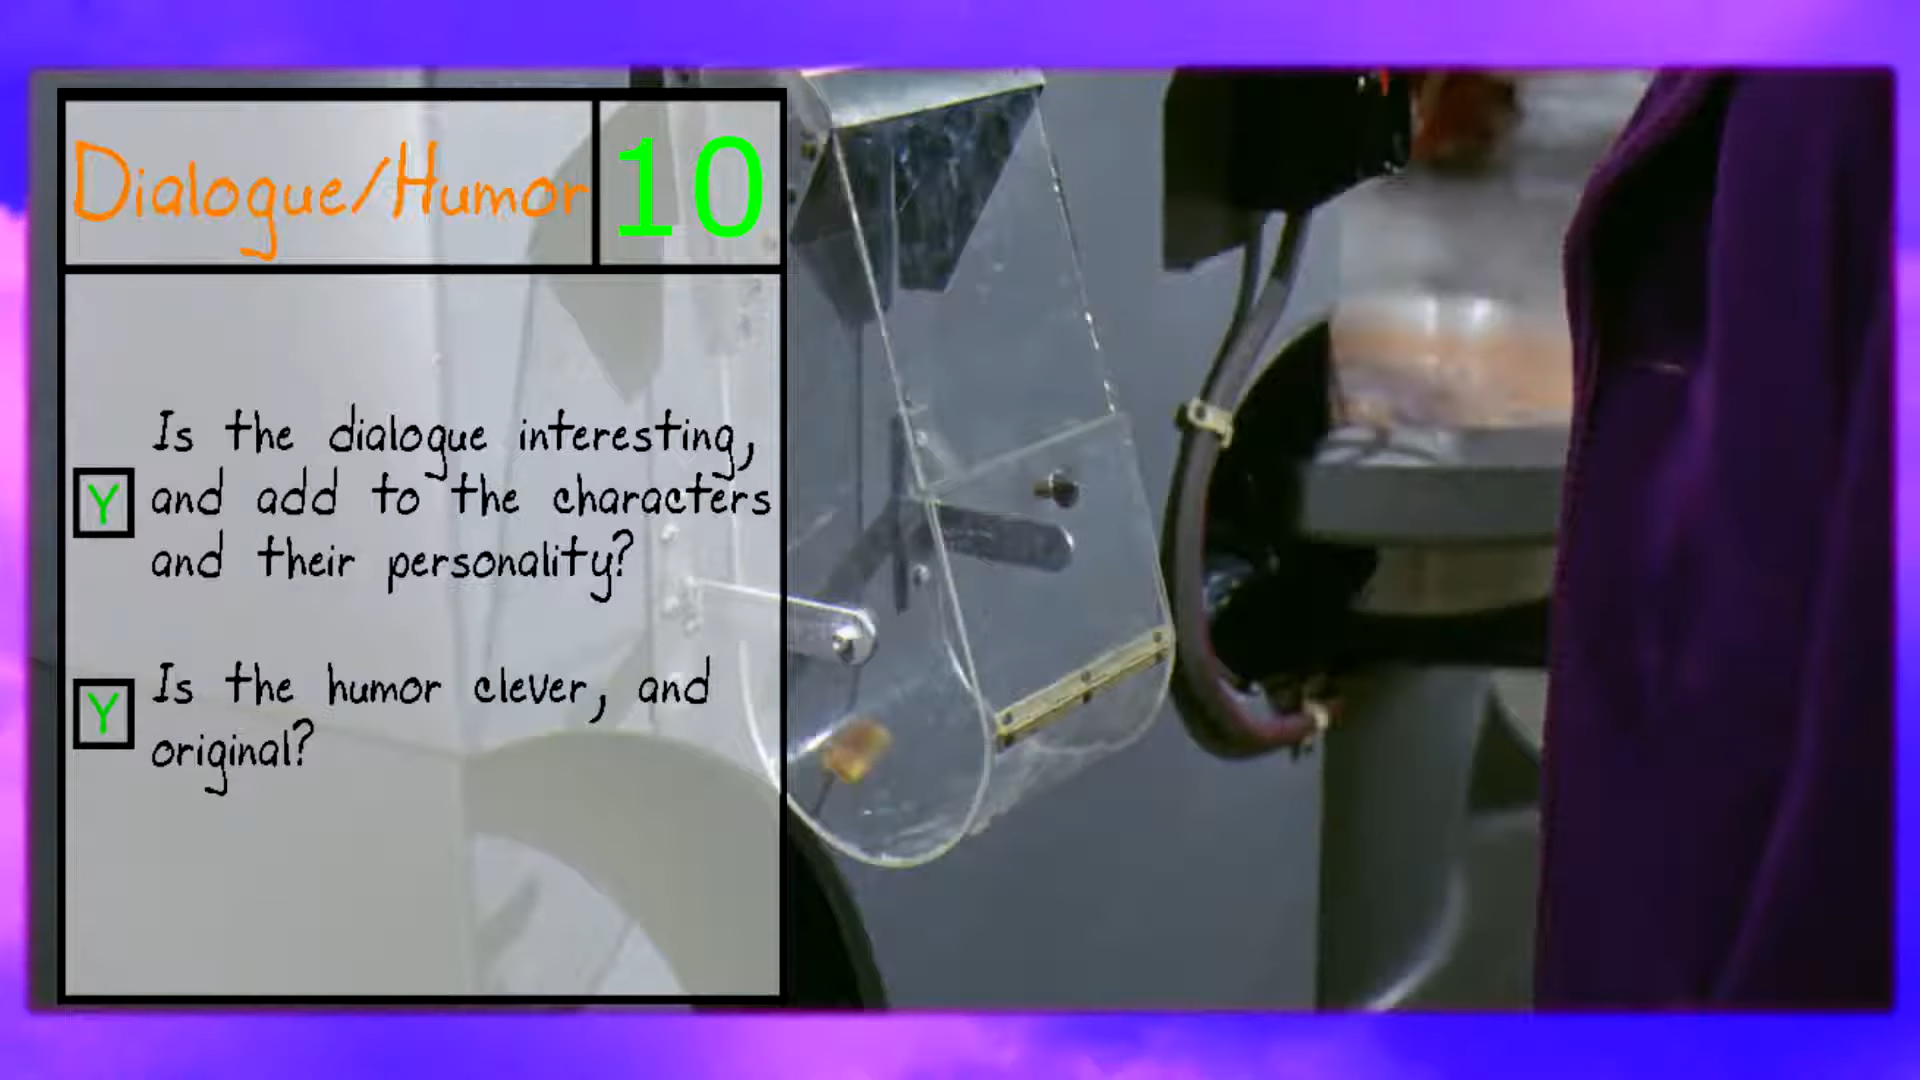 Dialogue/Humor 10
Is the dialogue interesting,
Y and add to the characters
and their personality?
Is the humor clever, and
Y original?